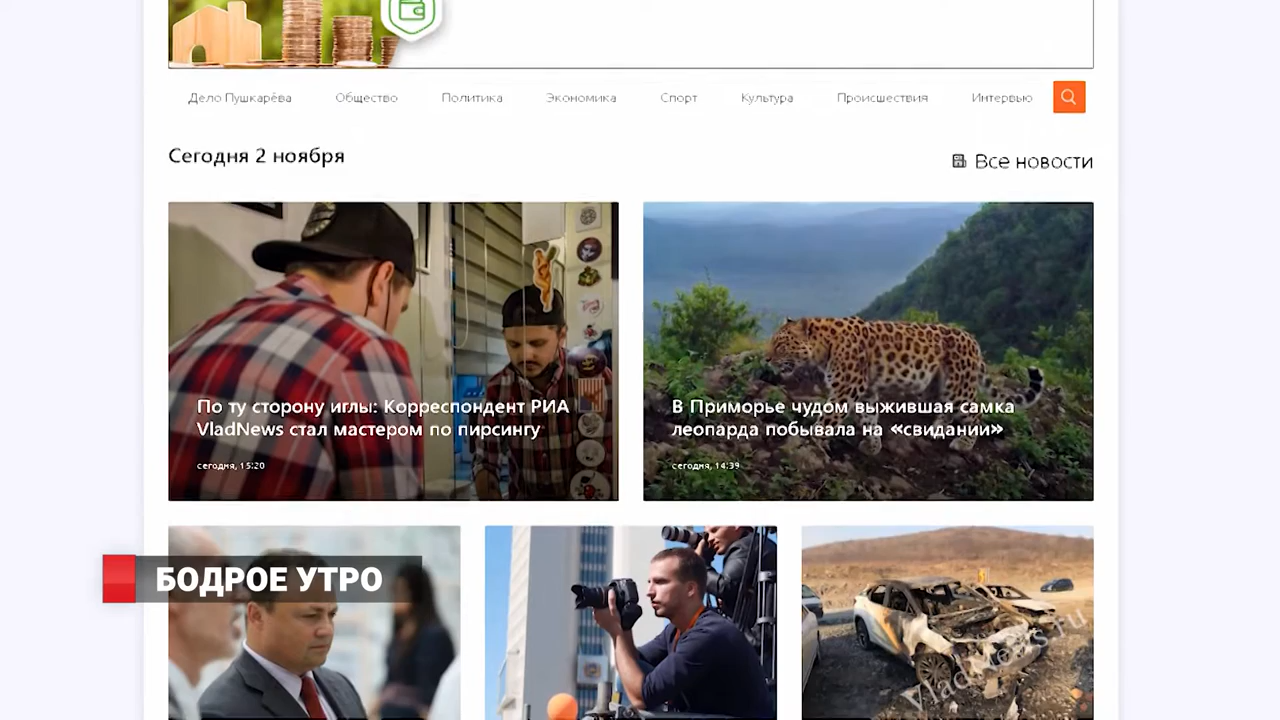 Дело Пушкарёва Общество Политика Экономика Спорт Культура Происшествия Интервью
Сегодня 2 ноября
Все новости
По ту сторону иглы: Корреспондент РИА
VladNews стал мастером по пирсингу
сегодня, 15:20
В Приморье чудом выжившая самка
леопарда побывала на «свидании»
сегодня, 14:39
БОДРОЕ УТРО
VladNews.ru